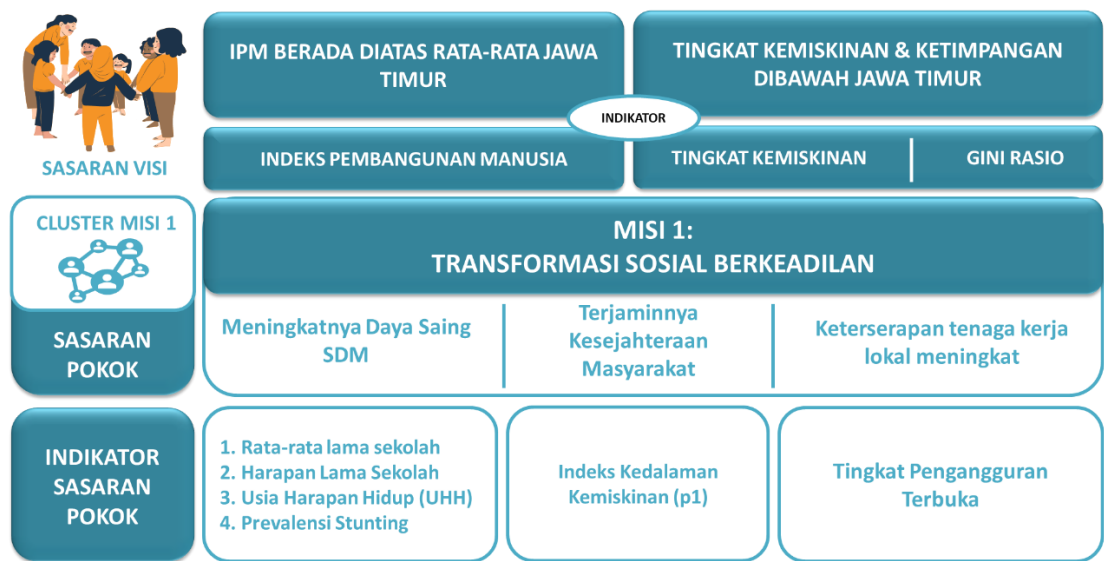 IPM BERADA DIATAS RATA-RATA JAWA
TIMUR
TINGKAT KEMISKINAN & KETIMPANGAN
DIBAWAH JAWA TIMUR
INDIKATOR
SASARAN VISI
INDEKS PEMBANGUNAN MANUSIA
TINGKAT KEMISKINAN
GINI RASIO
CLUSTER MISI 1
MISI 1:
TRANSFORMASI SOSIAL BERKEADILAN
SASARAN
POKOK
Meningkatnya Daya Saing
SDM
Terjaminnya
Kesejahteraan
Masyarakat
Keterserapan tenaga kerja
lokal meningkat
INDIKATOR
SASARAN
POKOK
1. Rata-rata lama sekolah
2. Harapan Lama Sekolah
3. Usia Harapan Hidup (UHH)
4. Prevalensi Stunting
Indeks Kedalaman
Kemiskinan (p1)
Tingkat Pengangguran
Terbuka